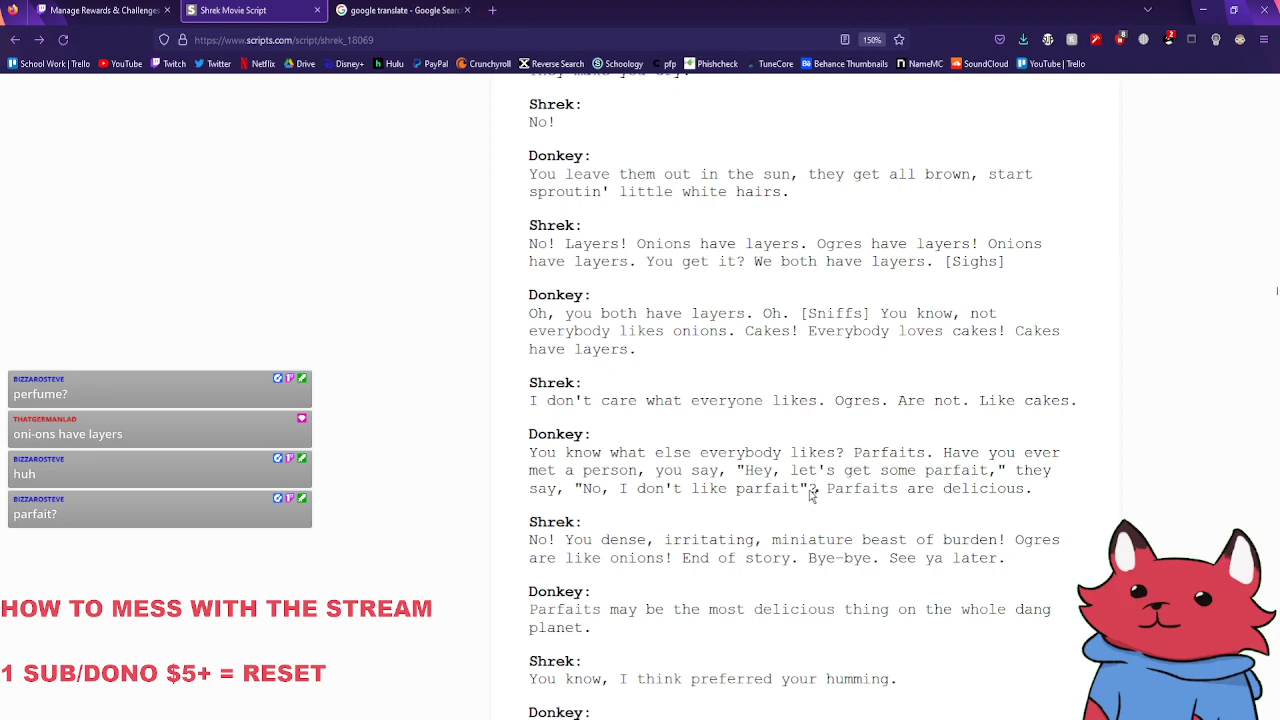 Manage Rewards & Challenges
Shrek Movie Script
google translate - Google Searc
https://www.scripts.com/script/shrek_18069
150%
School Work | Trello
YouTube
Twitch
Twitter
Netflix
Drive
Disney+
Hulu
PayPal
Crunchyroll
Reverse Search
Schoology
pfp
Phishcheck
TuneCore
Behance Thumbnails
NameMC
SoundCloud
YouTube | Trello
They make you cry.
Shrek:
No!
Donkey:
You leave them out in the sun, they get all brown, start
sproutin' little white hairs.
Shrek:
No! Layers! Onions have layers. Ogres have layers! Onions
have layers. You get it? We both have layers. [Sighs]
Donkey:
Oh, you both have layers. Oh. [Sniffs] You know, not
everybody likes onions. Cakes! Everybody loves cakes! Cakes
have layers.
Shrek:
I don't care what everyone likes. Ogres. Are not. Like cakes.
Donkey:
You know what else everybody likes? Parfaits. Have you ever
met a person, you say, "Hey, let's get some parfait," they
say, "No, I don't like parfait"? Parfaits are delicious.
Shrek:
No! You dense, irritating, miniature beast of burden! Ogres
are like onions! End of story. Bye-bye. See ya later.
Donkey:
Parfaits may be the most delicious thing on the whole dang
planet.
Shrek:
You know, I think preferred your humming.
Donkey:
BIZZAROSTEVE
perfume?
THATGERMANLAD
oni-ons have layers
BIZZAROSTEVE
huh
BIZZAROSTEVE
parfait?
HOW TO MESS WITH THE STREAM
1 SUB/DONO $5+ = RESET